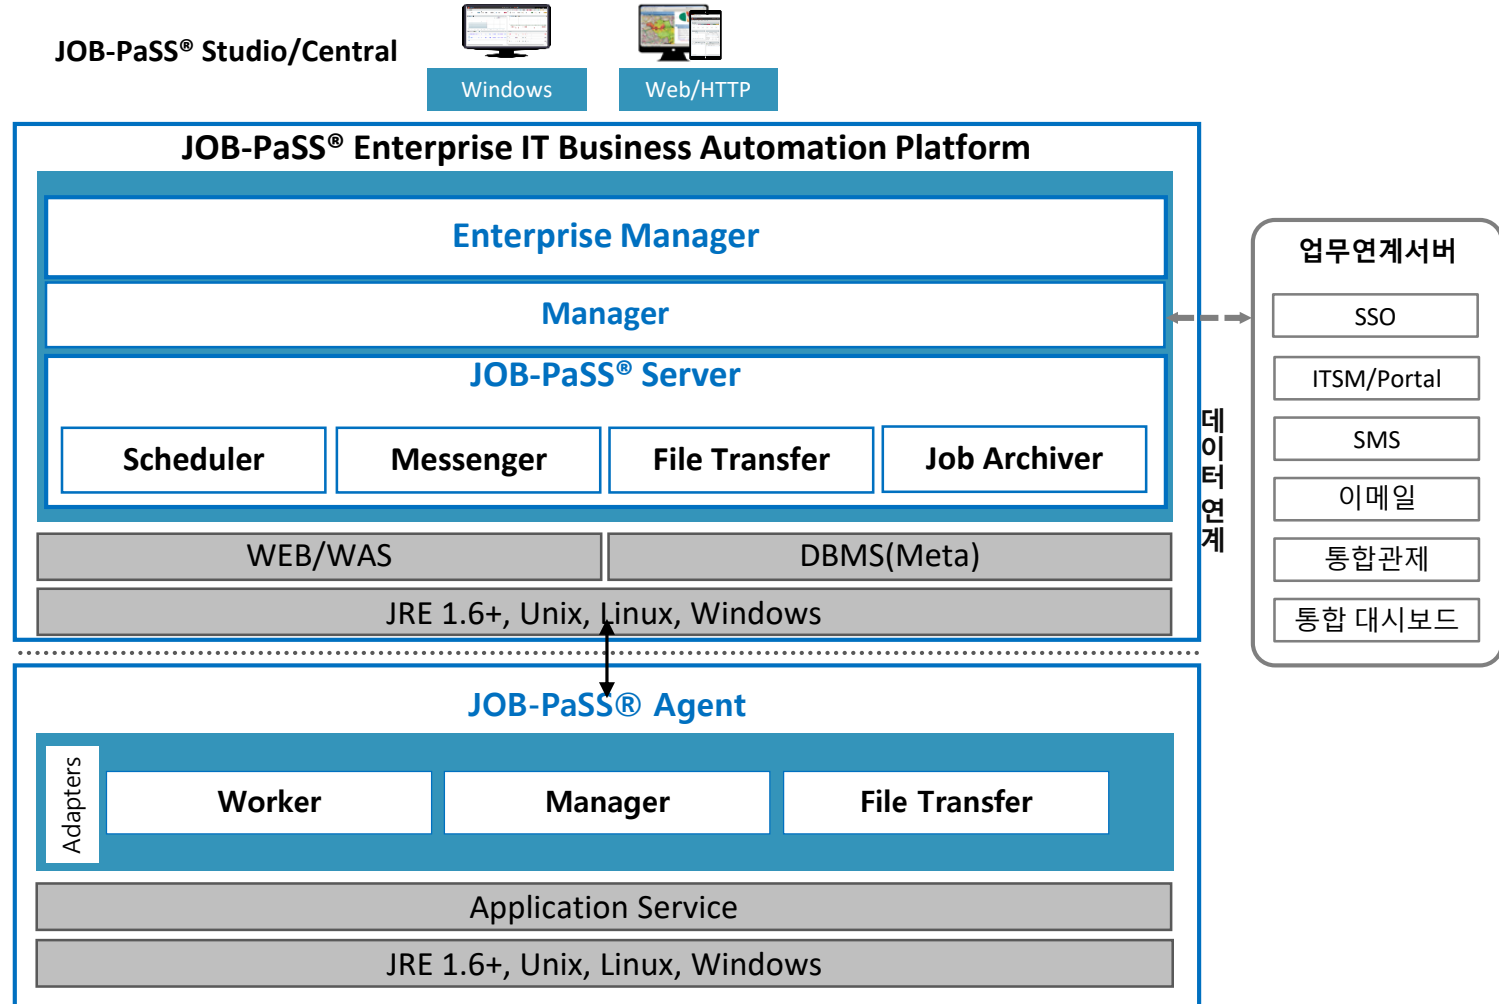 JOB-PaSS® Studio/Central
Windows
Web/HTTP
JOB-PaSS® Enterprise IT Business Automation Platform
Enterprise Manager
Manager
JOB-PaSS® Server
Scheduler
Messenger
File Transfer
Job Archiver
WEB/WAS
DBMS(Meta)
JRE 1.6+, Unix, Linux, Windows
데이터 연계
업무연계서버
SSO
ITSM/Portal
SMS
이메일
통합관제
통합 대시보드
JOB-PaSS® Agent
Adapters
Worker
Manager
File Transfer
Application Service
JRE 1.6+, Unix, Linux, Windows